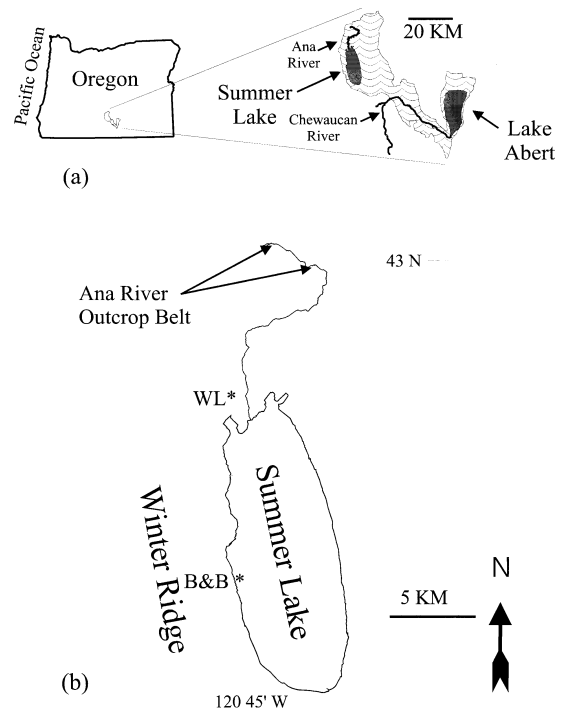 Pacific Ocean
Oregon
20 KM
Ana
River
Summer
Lake
Chewaucan
River
Lake
Abert
(a)
43 N
Ana River
Outcrop Belt
WL*
Summer Lake
Winter Ridge
B&B *
N
5 KM
(b)
120 45' W